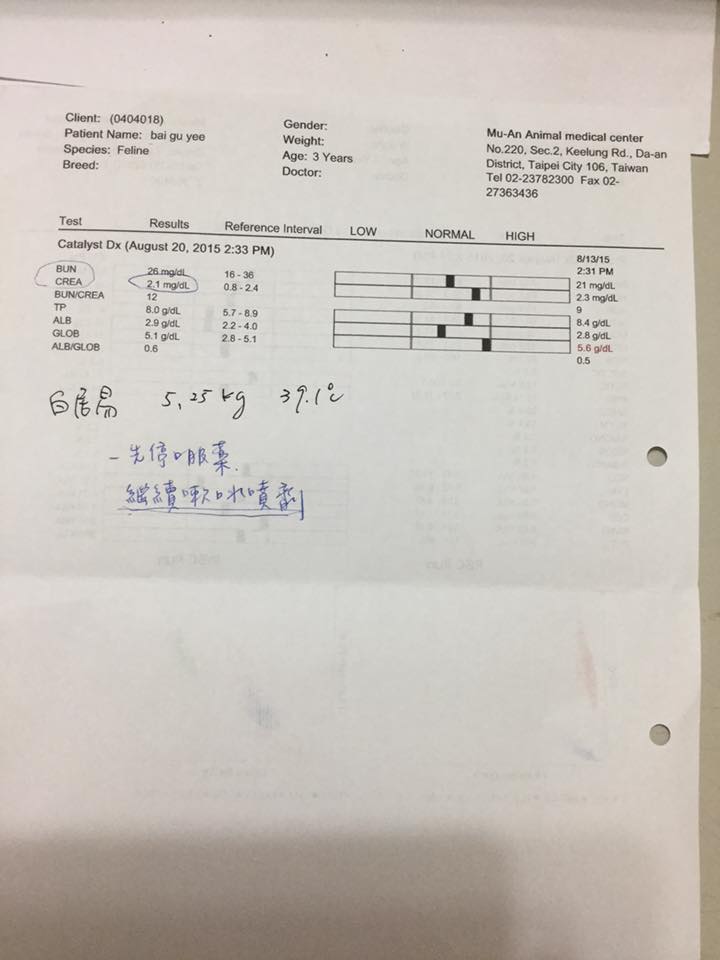 Client: (0404018)
Patient Name: bai gu yee
Species: Feline
Breed:
Gender:
Weight:
Age: 3 Years
Doctor:
Mu-An Animal medical center
No.220, Sec.2, Keelung Rd., Da-an
District, Taipei City 106, Taiwan
Tel 02-23782300 Fax 02-
27363436
Test Results Reference Interval LOW NORMAL HIGH
Catalyst Dx (August 20, 2015 2:33 PM) 8/13/15
2:31 PM
BUN 26 mg/dL 16 - 36 21 mg/dL
CREA 2.1 mg/dL 0.8 - 2.4 2.3 mg/dL
BUN/CREA 12 9
TP 8.0 g/dL 5.7 - 8.9 8.4 g/dL
ALB 2.9 g/dL 2.2 - 4.0 2.8 g/dL
GLOB 5.1 g/dL 2.8 - 5.1 5.6 g/dL
ALB/GLOB 0.6 0.5
白居易 5.25 kg 39.1℃
- 先停口服藥.
繼續漱口水噴劑